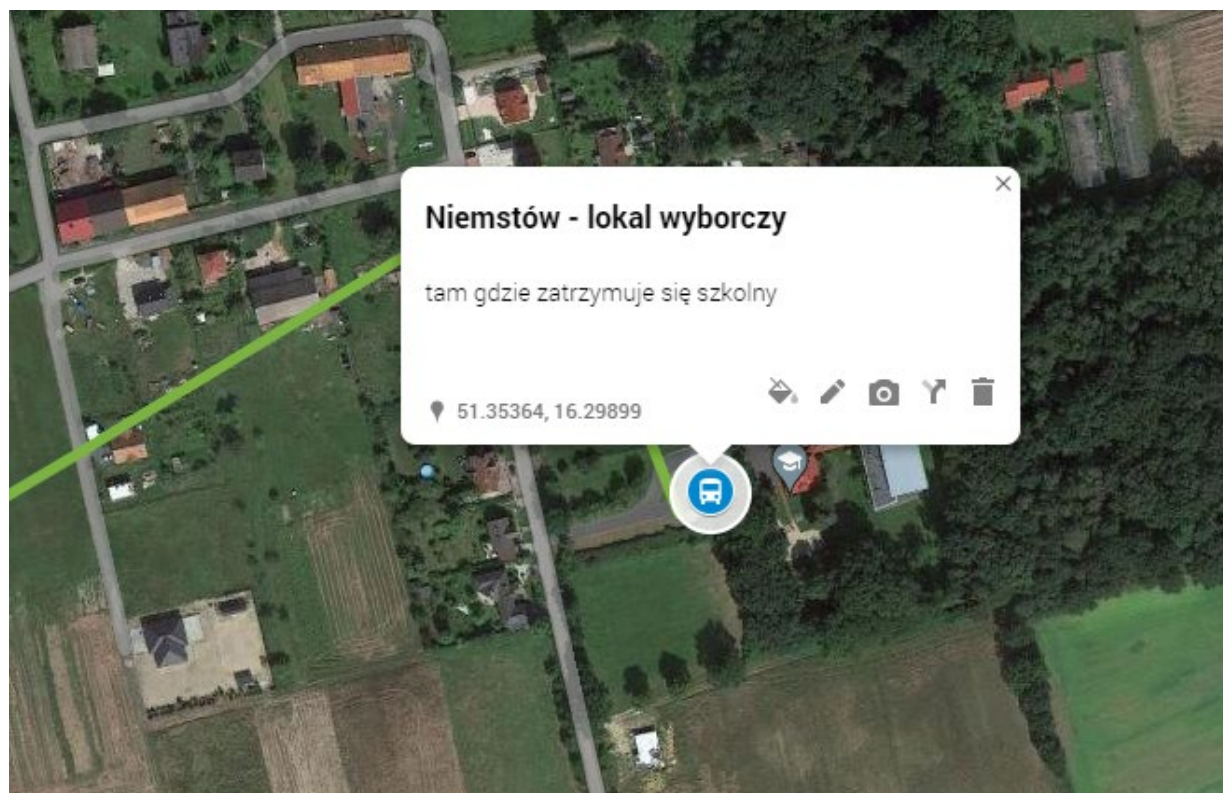 Niemstów - lokal wyborczy
tam gdzie zatrzymuje się szkolny
51.35364, 16.29899